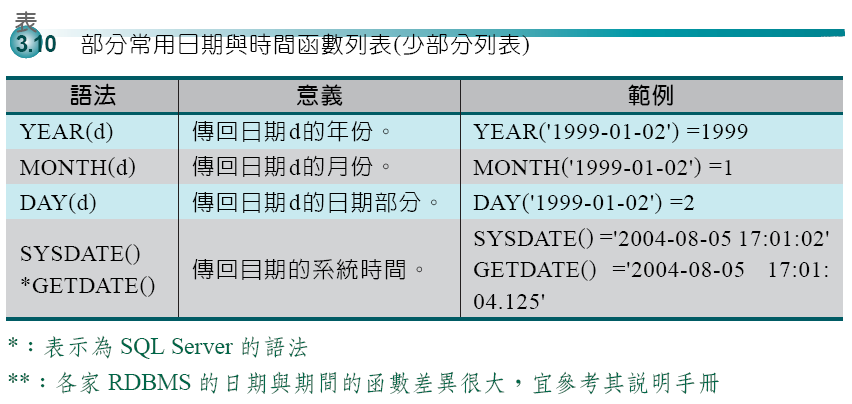 表
3.10 部分常用日期與時間函數列表(少部分列表)
語法 意義 範例
YEAR(d) 傳回日期d的年份。 YEAR('1999-01-02') =1999
MONTH(d) 傳回日期d的月份。 MONTH('1999-01-02') =1
DAY(d) 傳回日期d的日期部分。 DAY('1999-01-02') =2
SYSDATE()
*GETDATE()
傳回目期的系統時間。
SYSDATE() ='2004-08-05 17:01:02'
GETDATE() ='2004-08-05 17:01:
04.125'
*：表示為 SQL Server 的語法
**：各家 RDBMS 的日期與期間的函數差異很大，宜參考其說明手冊